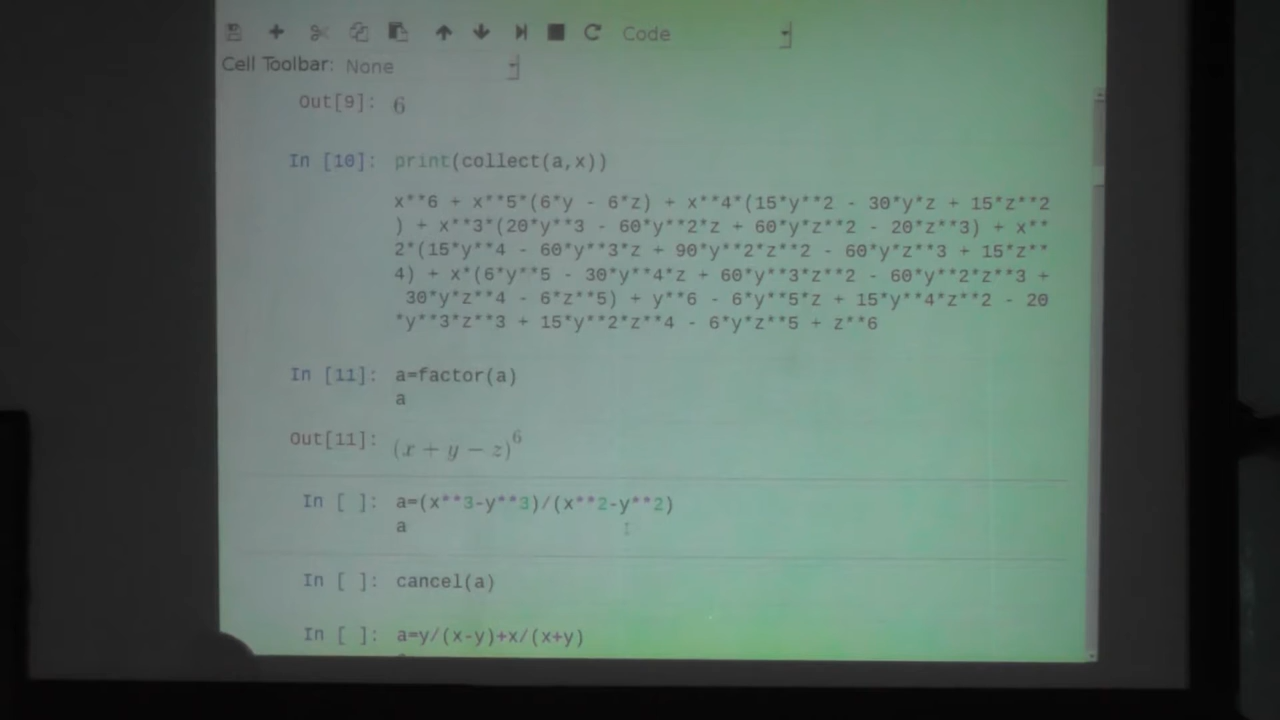 Code
Cell Toolbar: None
Out[9]: 6
In [10]: print(collect(a,x))
x**6 + x**5*(6*y - 6*z) + x**4*(15*y**2 - 30*y*z + 15*z**2
) + x**3*(20*y**3 - 60*y**2*z + 60*y*z**2 - 20*z**3) + x**
2*(15*y**4 - 60*y**3*z + 90*y**2*z**2 - 60*y*z**3 + 15*z**
4) + x*(6*y**5 - 30*y**4*z + 60*y**3*z**2 - 60*y**2*z**3 +
30*y*z**4 - 6*z**5) + y**6 - 6*y**5*z + 15*y**4*z**2 - 20
*y**3*z**3 + 15*y**2*z**4 - 6*y*z**5 + z**6
In [11]: a=factor(a)
a
Out[11]: (x + y − z)⁶
In [ ]: a=(x**3-y**3)/(x**2-y**2)
a
In [ ]: cancel(a)
In [ ]: a=y/(x-y)+x/(x+y)